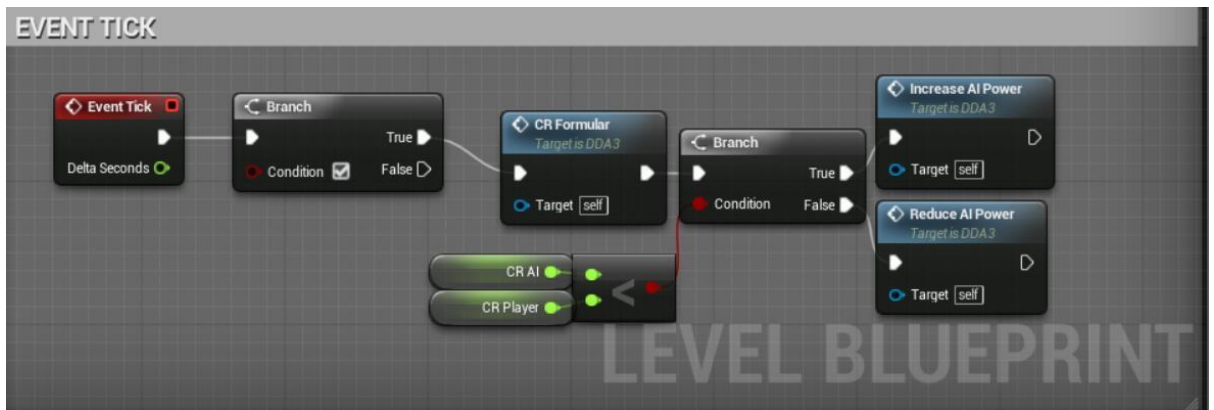 EVENT TICK
Event Tick
Delta Seconds
Branch
True
Condition
False
CR Formular
Target is DDA3
Target self
CR AI
CR Player
<
Branch
True
Condition
False
Increase AI Power
Target is DDA3
Target self
Reduce AI Power
Target is DDA3
Target self
LEVEL BLUEPRINT